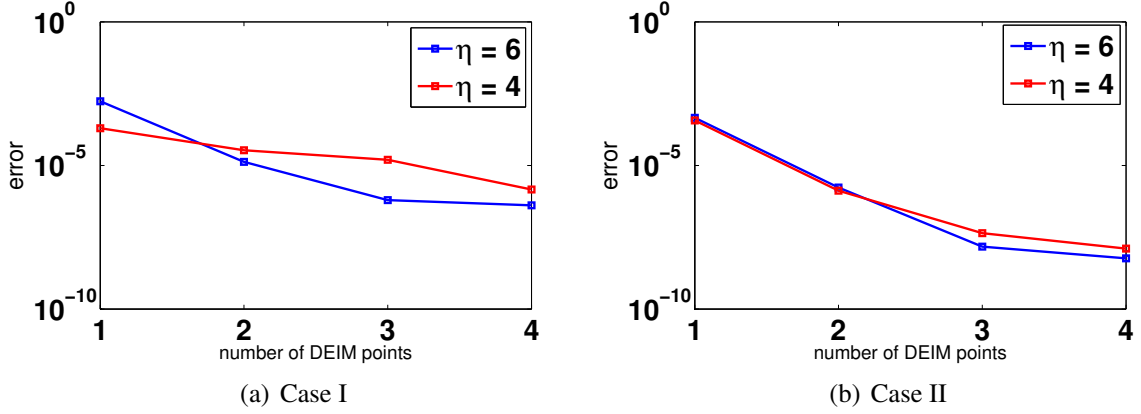 10^0
10^-5
10^-10
error
η = 6
η = 4
1 2 3 4
number of DEIM points
(a) Case I
10^0
10^-5
10^-10
error
η = 6
η = 4
1 2 3 4
number of DEIM points
(b) Case II